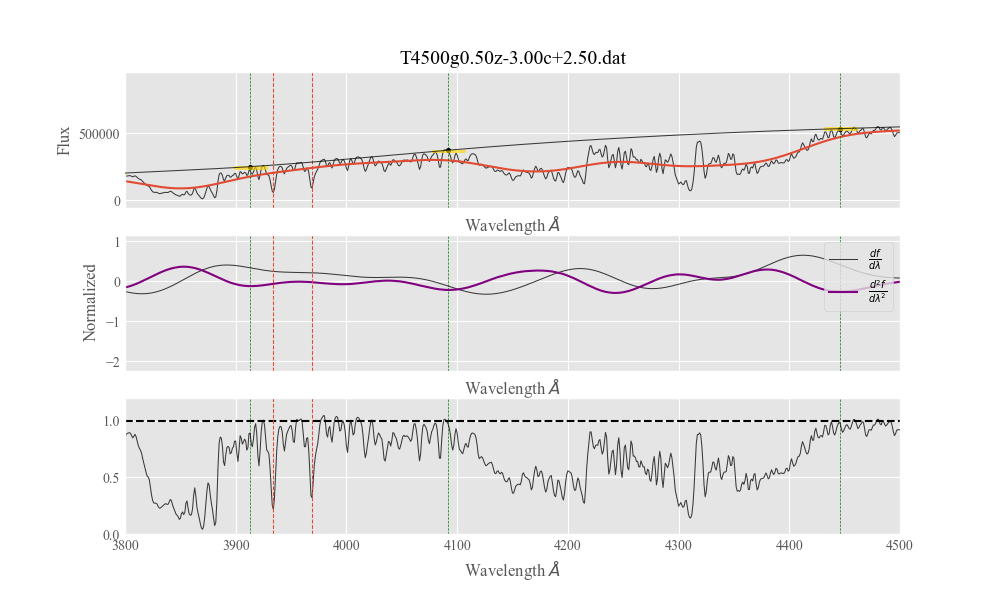 T4500g0.50z-3.00c+2.50.dat
Flux
500000
0
Wavelength Å
Normalized
1
0
−1
−2
df
dλ
d²f
dλ²
Wavelength Å
1.0
0.5
0.0
3800 3900 4000 4100 4200 4300 4400 4500
Wavelength Å